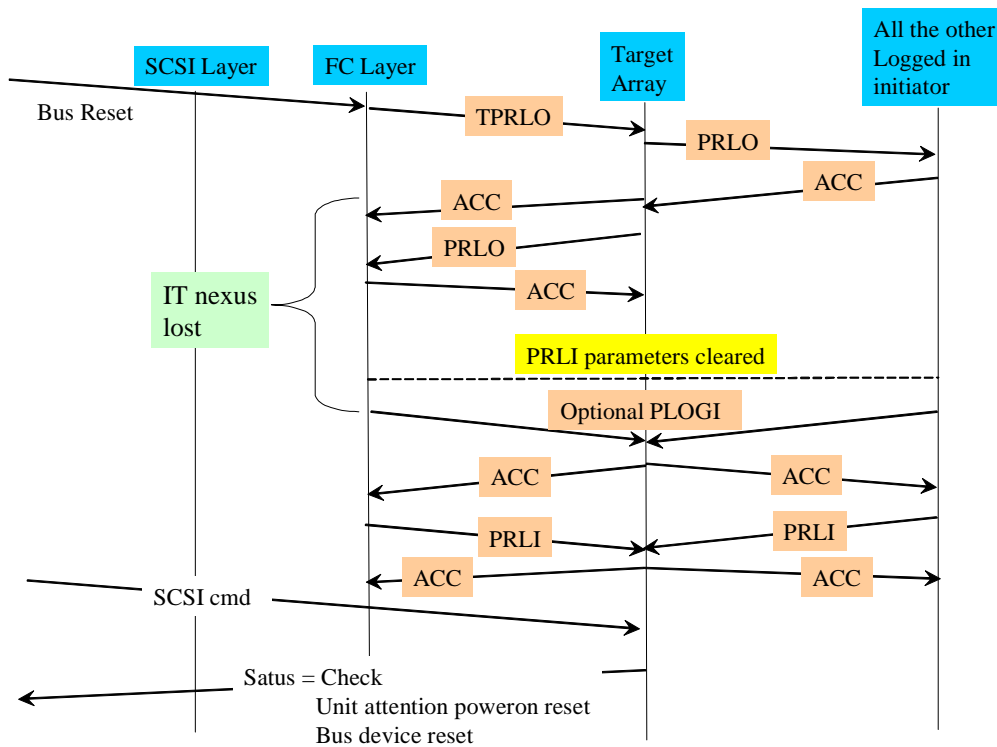 SCSI Layer
FC Layer
Target
Array
All the other
Logged in
initiator
Bus Reset
TPRLO
PRLO
ACC
ACC
PRLO
ACC
IT nexus
lost
PRLI parameters cleared
Optional PLOGI
ACC
ACC
PRLI
PRLI
ACC
ACC
SCSI cmd
Satus = Check
Unit attention poweron reset
Bus device reset